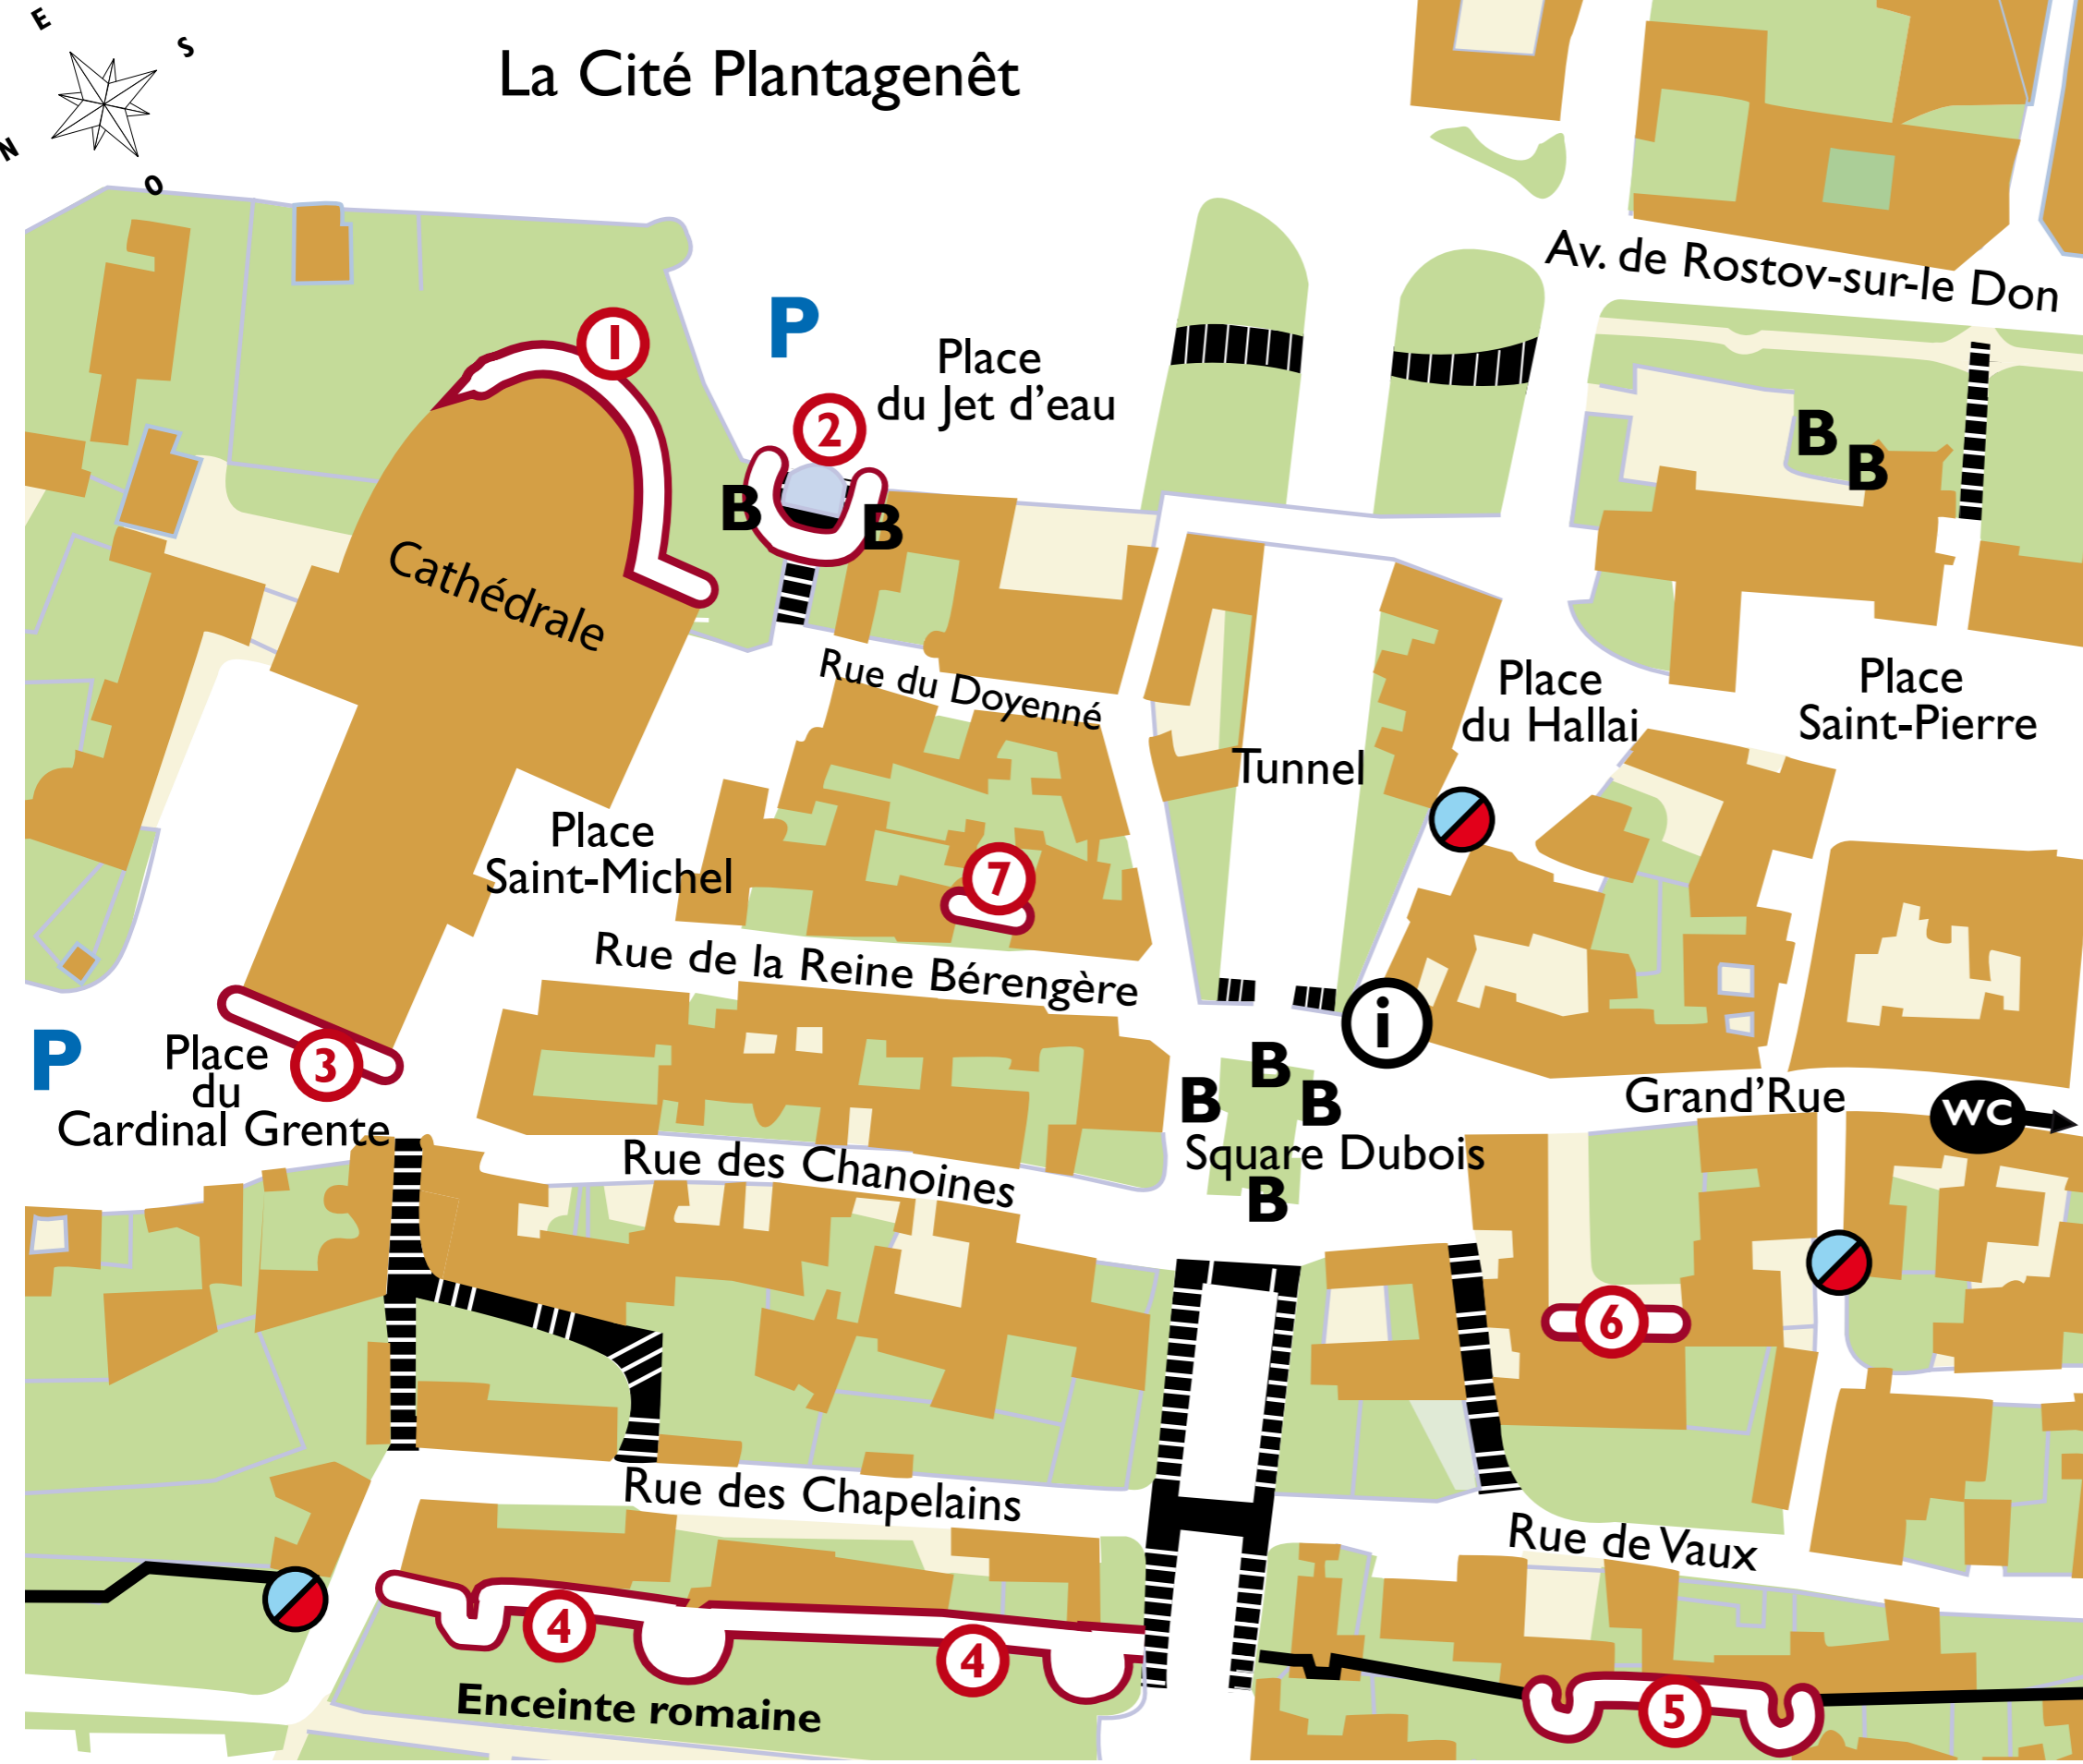 E
S
N
O
La Cité Plantagenêt
Av. de Rostov-sur-le Don
P
1
Place
du Jet d'eau
2
B
B
B
B
Cathédrale
Rue du Doyenné
Place
du Hallai
Place
Saint-Pierre
Tunnel
Place
Saint-Michel
7
Rue de la Reine Bérengère
i
P
Place
du
Cardinal Grente
3
B
B
B
Square Dubois
B
Grand'Rue
WC
Rue des Chanoines
6
Rue des Chapelains
Rue de Vaux
4
4
5
Enceinte romaine